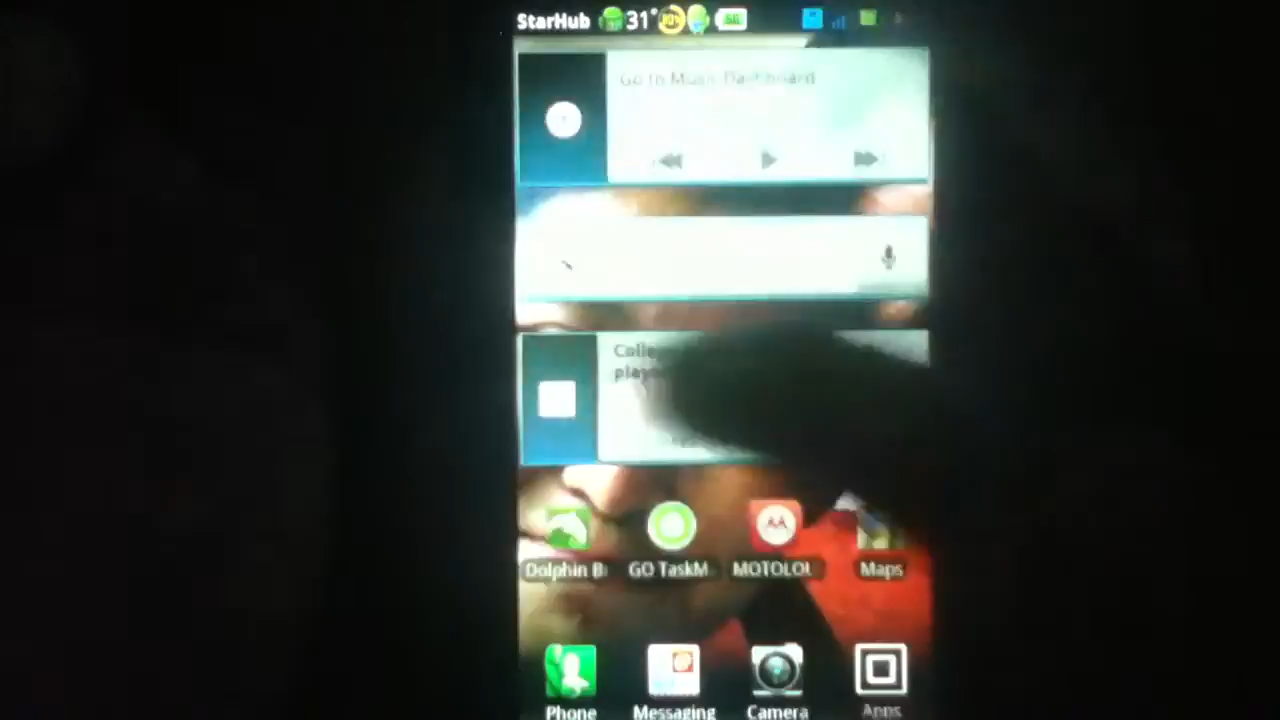 StarHub 31°
Go to Music Dashboard
Dolphin B
GO TaskM
MOTOLOL
Maps
Phone
Messaging
Camera
Apps